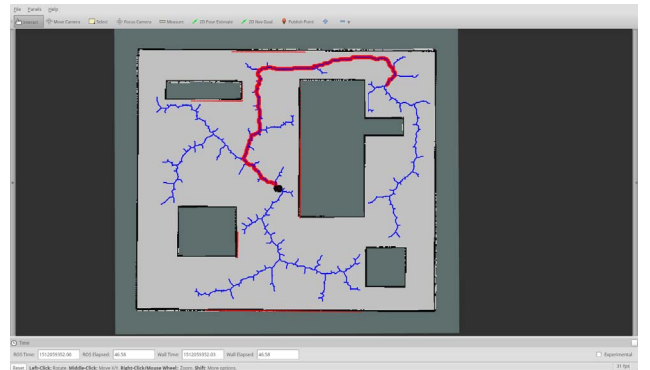 File Panels Help
Interact Move Camera Select Focus Camera Measure 2D Pose Estimate 2D Nav Goal Publish Point
Time
ROS Time: 1512059352.00 ROS Elapsed: 46.59 Wall Time: 1512059352.03 Wall Elapsed: 46.59 Experimental
Reset Left-Click: Rotate. Middle-Click: Move X/Y. Right-Click/Mouse Wheel: Zoom. Shift: More options. 31 fps